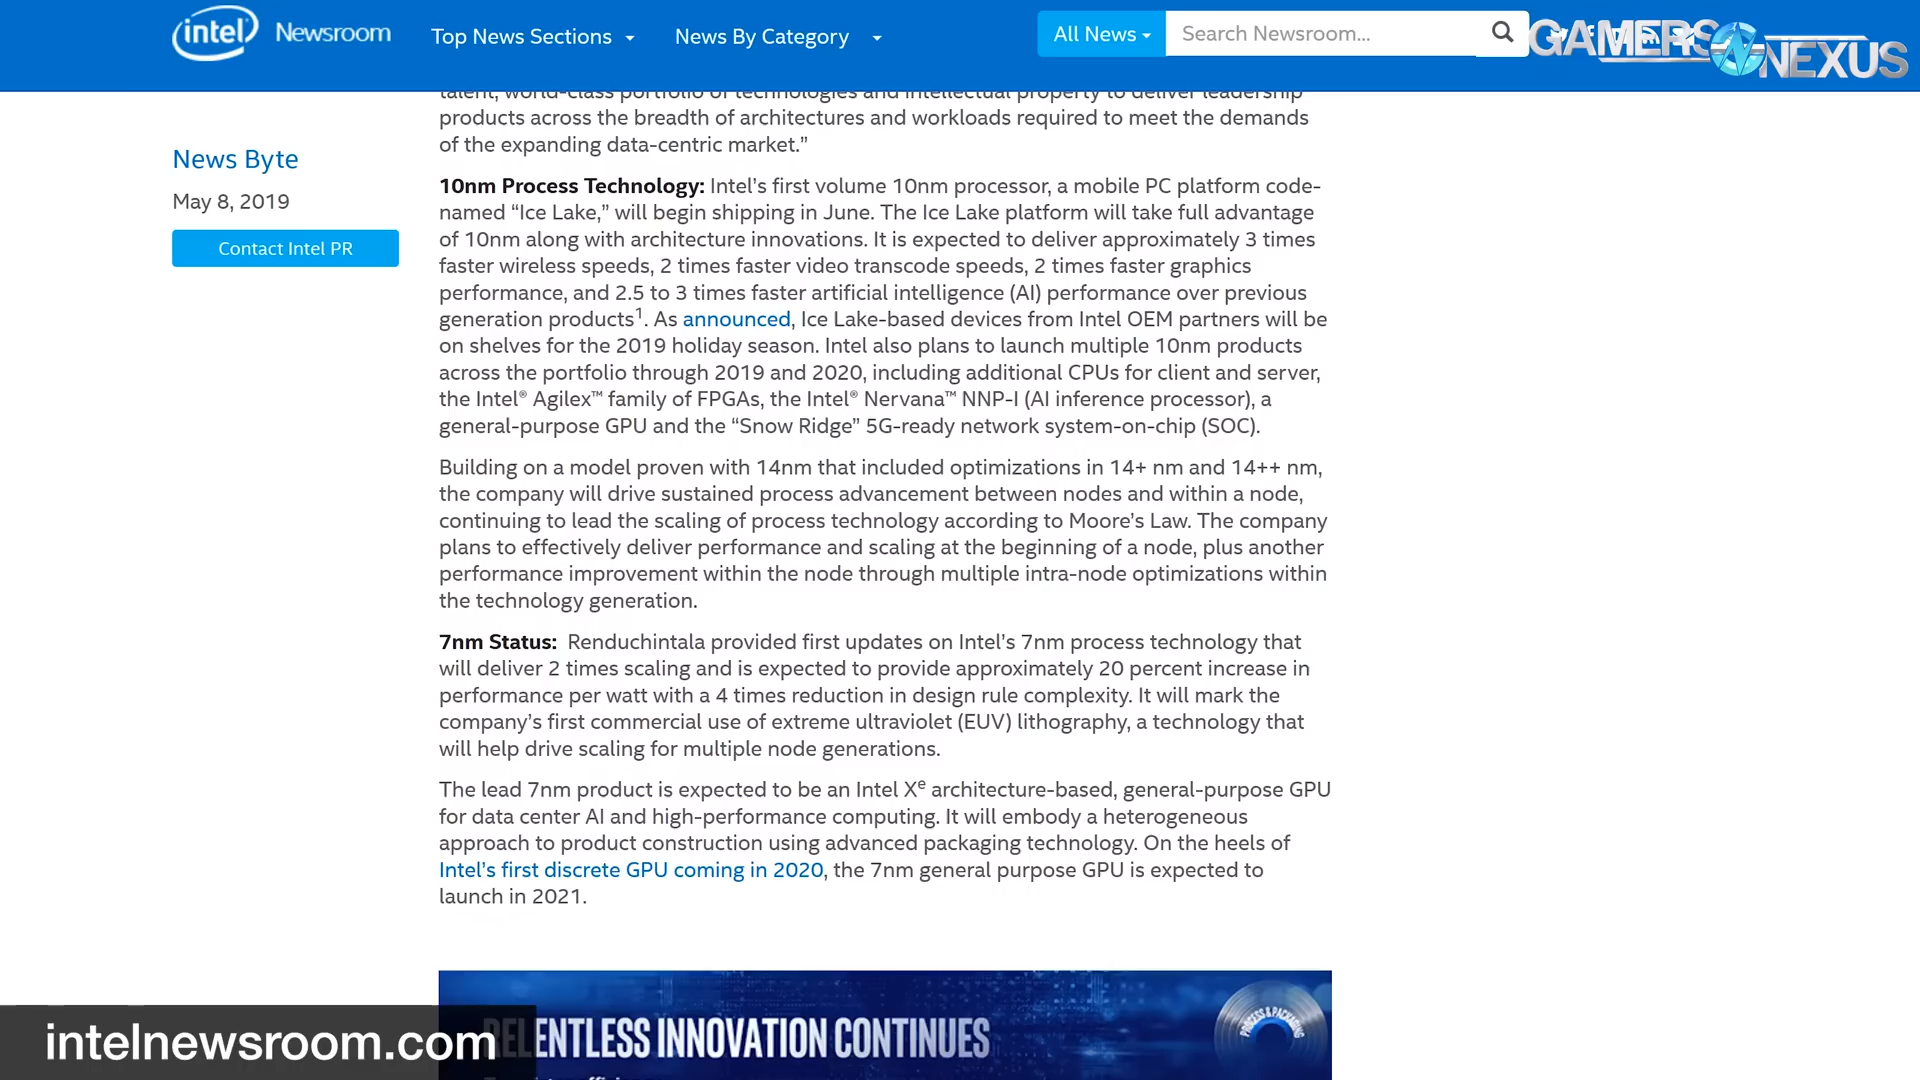 intel Newsroom Top News Sections News By Category All News Search Newsroom...
GAMERS NEXUS
talent, world-class portfolio of technologies and intellectual property to deliver leadership
products across the breadth of architectures and workloads required to meet the demands
of the expanding data-centric market.”
News Byte
May 8, 2019
Contact Intel PR
10nm Process Technology: Intel’s first volume 10nm processor, a mobile PC platform code-
named “Ice Lake,” will begin shipping in June. The Ice Lake platform will take full advantage
of 10nm along with architecture innovations. It is expected to deliver approximately 3 times
faster wireless speeds, 2 times faster video transcode speeds, 2 times faster graphics
performance, and 2.5 to 3 times faster artificial intelligence (AI) performance over previous
generation products¹. As announced, Ice Lake-based devices from Intel OEM partners will be
on shelves for the 2019 holiday season. Intel also plans to launch multiple 10nm products
across the portfolio through 2019 and 2020, including additional CPUs for client and server,
the Intel® Agilex™ family of FPGAs, the Intel® Nervana™ NNP-I (AI inference processor), a
general-purpose GPU and the “Snow Ridge” 5G-ready network system-on-chip (SOC).
Building on a model proven with 14nm that included optimizations in 14+ nm and 14++ nm,
the company will drive sustained process advancement between nodes and within a node,
continuing to lead the scaling of process technology according to Moore’s Law. The company
plans to effectively deliver performance and scaling at the beginning of a node, plus another
performance improvement within the node through multiple intra-node optimizations within
the technology generation.
7nm Status: Renduchintala provided first updates on Intel’s 7nm process technology that
will deliver 2 times scaling and is expected to provide approximately 20 percent increase in
performance per watt with a 4 times reduction in design rule complexity. It will mark the
company’s first commercial use of extreme ultraviolet (EUV) lithography, a technology that
will help drive scaling for multiple node generations.
The lead 7nm product is expected to be an Intel Xᵉ architecture-based, general-purpose GPU
for data center AI and high-performance computing. It will embody a heterogeneous
approach to product construction using advanced packaging technology. On the heels of
Intel’s first discrete GPU coming in 2020, the 7nm general purpose GPU is expected to
launch in 2021.
RELENTLESS INNOVATION CONTINUES
PROCESS & PACKAGING
intelnewsroom.com